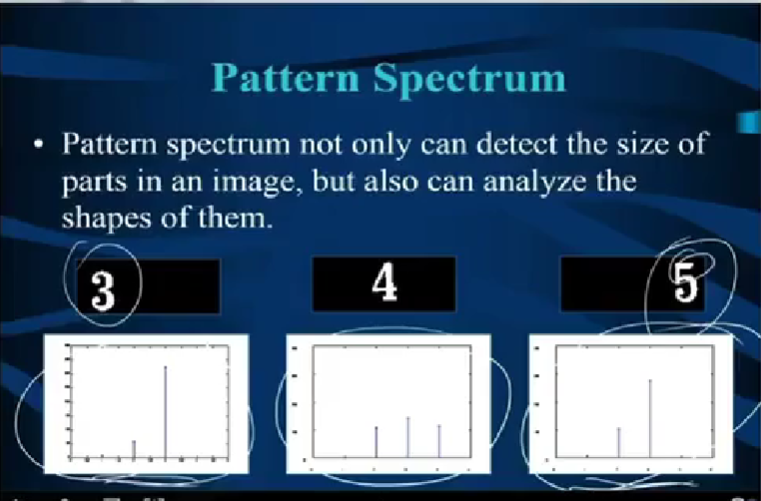 Pattern Spectrum
• Pattern spectrum not only can detect the size of
parts in an image, but also can analyze the
shapes of them.
3
4
5